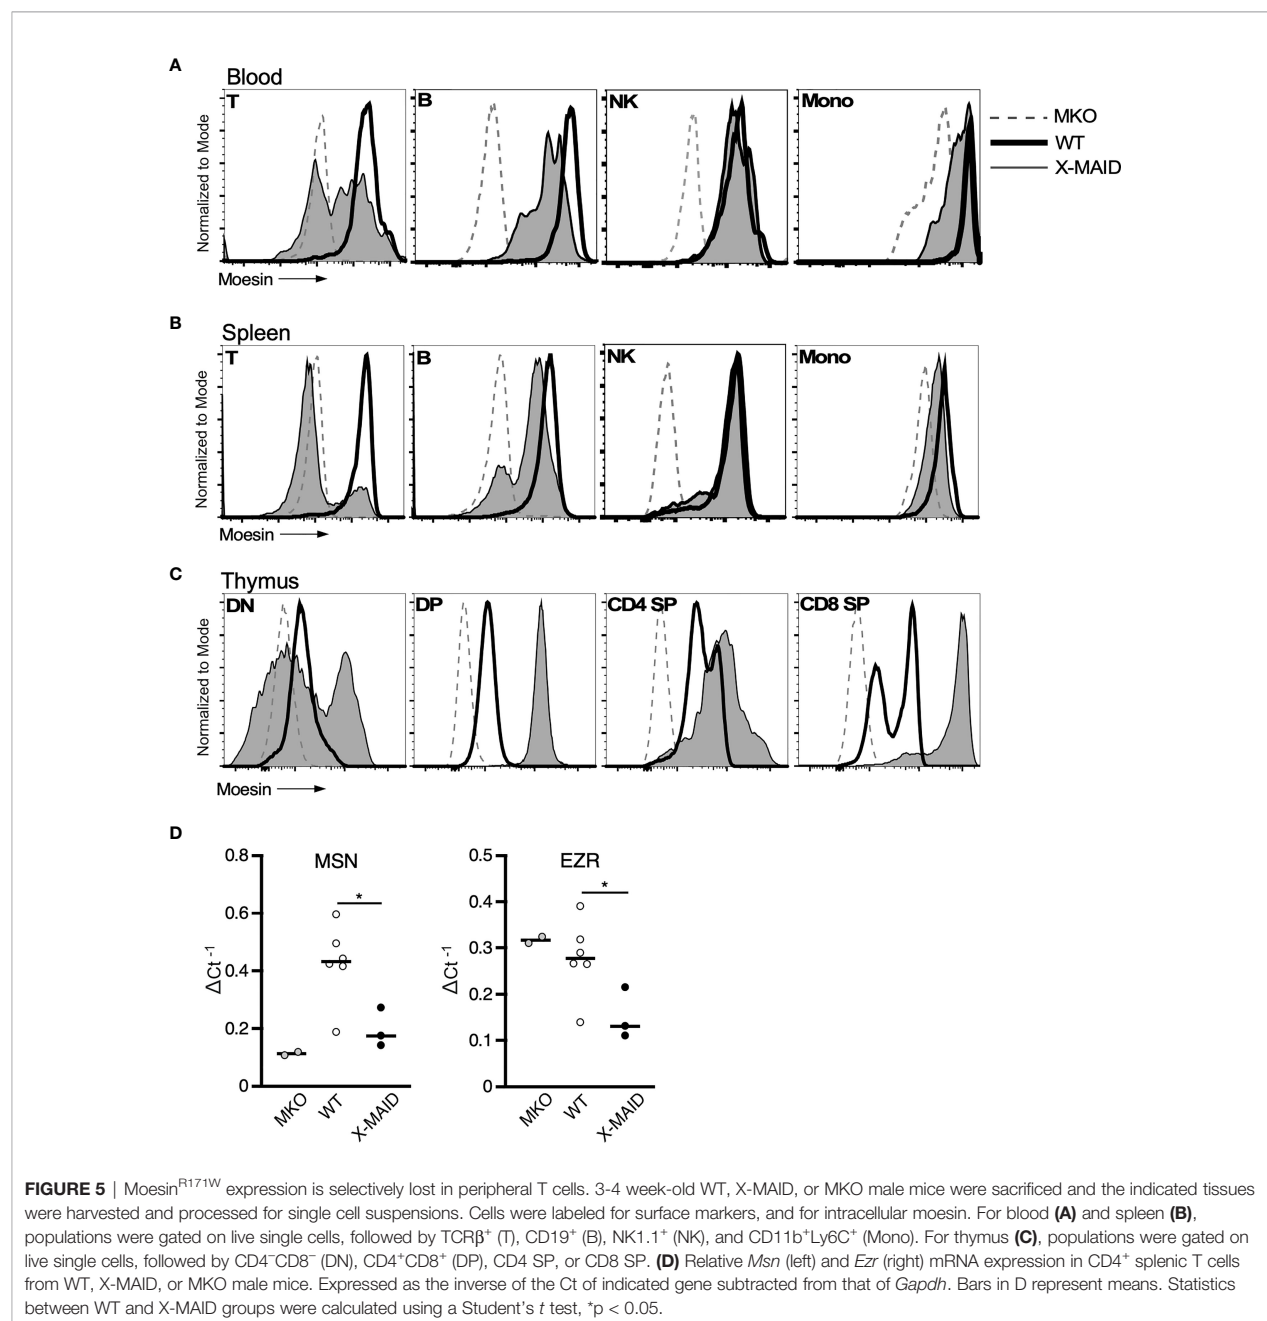 A
Blood
T
B
NK
Mono
Normalized to Mode
Moesin
MKO
WT
X-MAID
B
Spleen
T
B
NK
Mono
Normalized to Mode
Moesin
C
Thymus
DN
DP
CD4 SP
CD8 SP
Normalized to Mode
Moesin
D
MSN
0.8
0.6
0.4
0.2
0
ΔCt⁻¹
*
MKO
WT
X-MAID
EZR
0.5
0.4
0.3
0.2
0.1
0
ΔCt⁻¹
*
MKO
WT
X-MAID
FIGURE 5 | Moesin^R171W expression is selectively lost in peripheral T cells. 3-4 week-old WT, X-MAID, or MKO male mice were sacrificed and the indicated tissues
were harvested and processed for single cell suspensions. Cells were labeled for surface markers, and for intracellular moesin. For blood (A) and spleen (B),
populations were gated on live single cells, followed by TCRβ⁺ (T), CD19⁺ (B), NK1.1⁺ (NK), and CD11b⁺Ly6C⁺ (Mono). For thymus (C), populations were gated on
live single cells, followed by CD4⁻CD8⁻ (DN), CD4⁺CD8⁺ (DP), CD4 SP, or CD8 SP. (D) Relative Msn (left) and Ezr (right) mRNA expression in CD4⁺ splenic T cells
from WT, X-MAID, or MKO male mice. Expressed as the inverse of the Ct of indicated gene subtracted from that of Gapdh. Bars in D represent means. Statistics
between WT and X-MAID groups were calculated using a Student's t test, *p < 0.05.